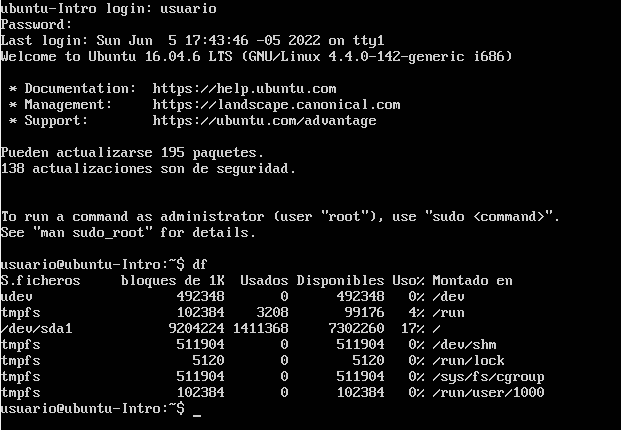 ubuntu-Intro login: usuario
Password:
Last login: Sun Jun  5 17:43:46 -05 2022 on tty1
Welcome to Ubuntu 16.04.6 LTS (GNU/Linux 4.4.0-142-generic i686)

 * Documentation:  https://help.ubuntu.com
 * Management:     https://landscape.canonical.com
 * Support:        https://ubuntu.com/advantage

Pueden actualizarse 195 paquetes.
138 actualizaciones son de seguridad.


To run a command as administrator (user "root"), use "sudo <command>".
See "man sudo_root" for details.

usuario@ubuntu-Intro:~$ df
S.ficheros     bloques de 1K  Usados Disponibles Uso% Montado en
udev                  492348       0      492348   0% /dev
tmpfs                 102384    3208       99176   4% /run
/dev/sda1            9204224 1411368     7302260  17% /
tmpfs                 511904       0      511904   0% /dev/shm
tmpfs                   5120       0        5120   0% /run/lock
tmpfs                 511904       0      511904   0% /sys/fs/cgroup
tmpfs                 102384       0      102384   0% /run/user/1000
usuario@ubuntu-Intro:~$ _